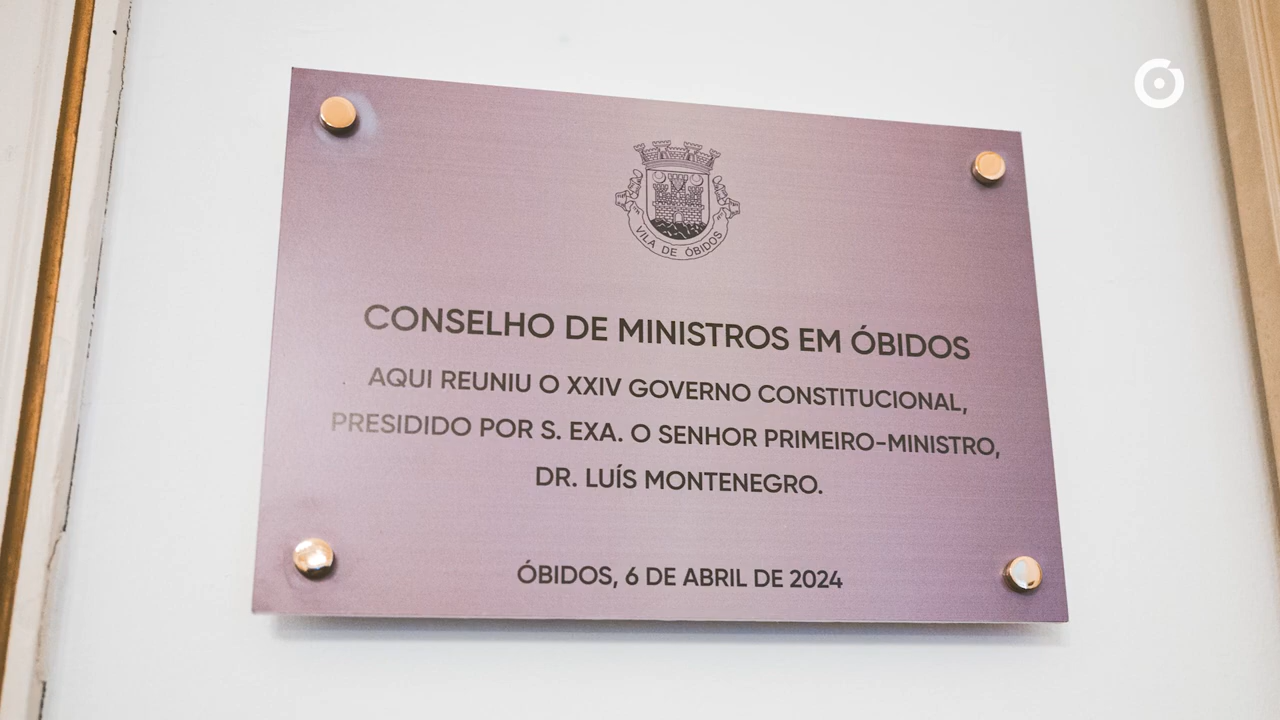 VILA DE ÓBIDOS
CONSELHO DE MINISTROS EM ÓBIDOS
AQUI REUNIU O XXIV GOVERNO CONSTITUCIONAL,
PRESIDIDO POR S. EXA. O SENHOR PRIMEIRO-MINISTRO,
DR. LUÍS MONTENEGRO.
ÓBIDOS, 6 DE ABRIL DE 2024